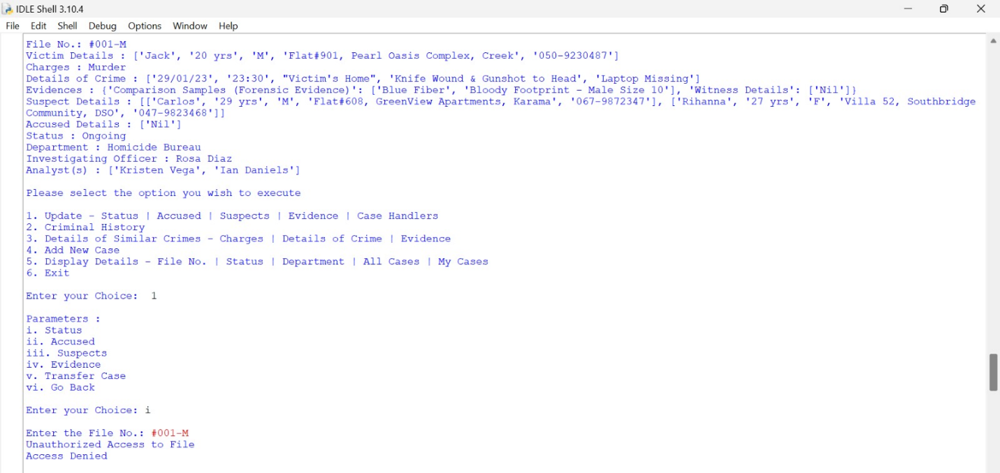 IDLE Shell 3.10.4
File Edit Shell Debug Options Window Help
File No.: #001-M
Victim Details : ['Jack', '20 yrs', 'M', 'Flat#901, Pearl Oasis Complex, Creek', '050-9230487']
Charges : Murder
Details of Crime : ['29/01/23', '23:30', "Victim's Home", 'Knife Wound & Gunshot to Head', 'Laptop Missing']
Evidences : {'Comparison Samples (Forensic Evidence)': ['Blue Fiber', 'Bloody Footprint - Male Size 10'], 'Witness Details': ['Nil']}
Suspect Details : [['Carlos', '29 yrs', 'M', 'Flat#608, GreenView Apartments, Karama', '067-9872347'], ['Rihanna', '27 yrs', 'F', 'Villa 52, Southbridge
Community, DSO', '047-9823468']]
Accused Details : ['Nil']
Status : Ongoing
Department : Homicide Bureau
Investigating Officer : Rosa Diaz
Analyst(s) : ['Kristen Vega', 'Ian Daniels']
Please select the option you wish to execute
1. Update - Status | Accused | Suspects | Evidence | Case Handlers
2. Criminal History
3. Details of Similar Crimes - Charges | Details of Crime | Evidence
4. Add New Case
5. Display Details - File No. | Status | Department | All Cases | My Cases
6. Exit
Enter your Choice:  1
Parameters :
i. Status
ii. Accused
iii. Suspects
iv. Evidence
v. Transfer Case
vi. Go Back
Enter your Choice: i
Enter the File No.: #001-M
Unauthorized Access to File
Access Denied